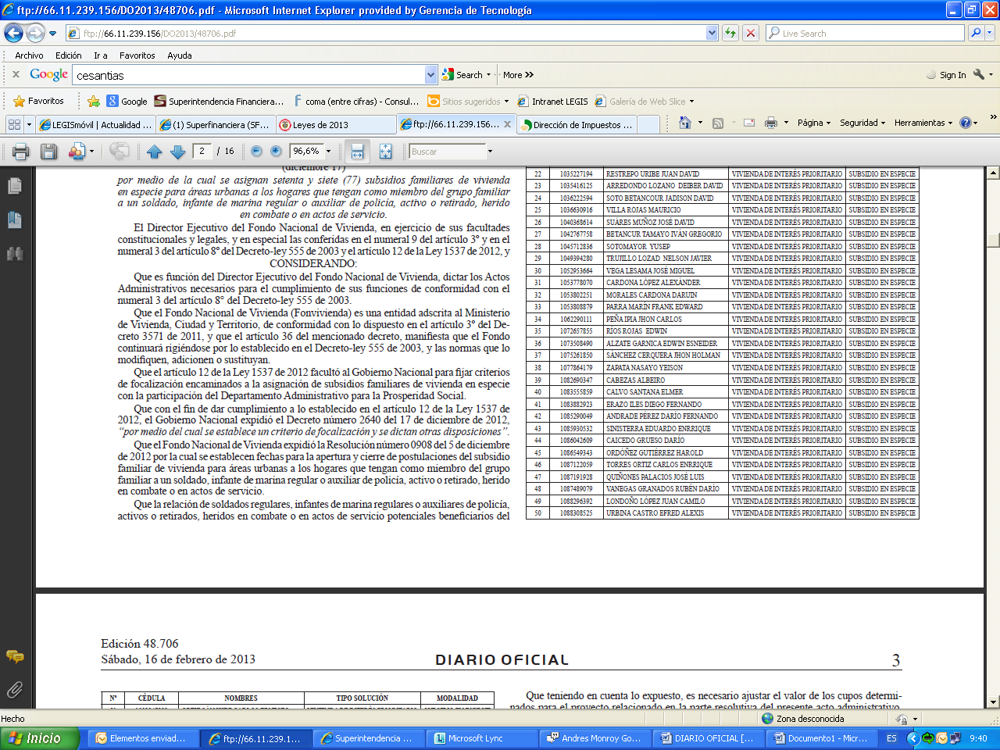 ftp://66.11.239.156/DO2013/48706.pdf - Microsoft Internet Explorer provided by Gerencia de Tecnología
ftp://66.11.239.156/DO2013/48706.pdf
Live Search
Archivo Edición Ir a Favoritos Ayuda
x Google cesantias Search More >> Sign In
Favoritos Google Superintendencia Financiera... coma (entre cifras) - Consul... Sitios sugeridos Intranet LEGIS Galería de Web Slice
LEGISmóvil | Actualidad ... (1) Superfinanciera (SF... Leyes de 2013 ftp://66.11.239.156... Dirección de Impuestos ... Página Seguridad Herramientas
2 / 16 96,6% Buscar
(diciembre 17)
por medio de la cual se asignan setenta y siete (77) subsidios familiares de vivienda
en especie para áreas urbanas a los hogares que tengan como miembro del grupo familiar
a un soldado, infante de marina regular o auxiliar de policía, activo o retirado, herido
en combate o en actos de servicio.
El Director Ejecutivo del Fondo Nacional de Vivienda, en ejercicio de sus facultades
constitucionales y legales, y en especial las conferidas en el numeral 9 del artículo 3° y en el
numeral 3 del artículo 8° del Decreto-ley 555 de 2003 y el artículo 12 de la Ley 1537 de 2012, y
CONSIDERANDO:
Que es función del Director Ejecutivo del Fondo Nacional de Vivienda, dictar los Actos
Administrativos necesarios para el cumplimiento de sus funciones de conformidad con el
numeral 3 del artículo 8° del Decreto-ley 555 de 2003.
Que el Fondo Nacional de Vivienda (Fonvivienda) es una entidad adscrita al Ministerio
de Vivienda, Ciudad y Territorio, de conformidad con lo dispuesto en el artículo 3° del De-
creto 3571 de 2011, y que el artículo 36 del mencionado decreto, manifiesta que el Fondo
continuará rigiéndose por lo establecido en el Decreto-ley 555 de 2003, y las normas que lo
modifiquen, adicionen o sustituyan.
Que el artículo 12 de la Ley 1537 de 2012 facultó al Gobierno Nacional para fijar criterios
de focalización encaminados a la asignación de subsidios familiares de vivienda en especie
con la participación del Departamento Administrativo para la Prosperidad Social.
Que con el fin de dar cumplimiento a lo establecido en el artículo 12 de la Ley 1537 de
2012, el Gobierno Nacional expidió el Decreto número 2640 del 17 de diciembre de 2012,
“por medio del cual se establece un criterio de focalización y se dictan otras disposiciones”.
Que el Fondo Nacional de Vivienda expidió la Resolución número 0908 del 5 de diciembre
de 2012 por la cual se establecen fechas para la apertura y cierre de postulaciones del subsidio
familiar de vivienda para áreas urbanas a los hogares que tengan como miembro del grupo
familiar a un soldado, infante de marina regular o auxiliar de policía, activo o retirado, herido
en combate o en actos de servicio.
Que la relación de soldados regulares, infantes de marina regulares o auxiliares de policía,
activos o retirados, heridos en combate o en actos de servicio potenciales beneficiarios del
22 1035227194 RESTREPO URIBE JUAN DAVID VIVIENDA DE INTERÉS PRIORITARIO SUBSIDIO EN ESPECIE
23 1035416125 ARREDONDO LOZANO DEIBER DAVID VIVIENDA DE INTERÉS PRIORITARIO SUBSIDIO EN ESPECIE
24 1036222594 SOTO BETANCOUR JADISON DAVID VIVIENDA DE INTERÉS PRIORITARIO SUBSIDIO EN ESPECIE
25 1036630916 VILLA ROJAS MAURICIO VIVIENDA DE INTERÉS PRIORITARIO SUBSIDIO EN ESPECIE
26 1040368614 SUÁRES MUÑOZ JOSÉ DAVID VIVIENDA DE INTERÉS PRIORITARIO SUBSIDIO EN ESPECIE
27 1042767758 BETANCUR TAMAYO IVÁN GREGORIO VIVIENDA DE INTERÉS PRIORITARIO SUBSIDIO EN ESPECIE
28 1045712836 SOTOMAYOR YUSEP VIVIENDA DE INTERÉS PRIORITARIO SUBSIDIO EN ESPECIE
29 1049394280 TRUJILLO LOZAD NELSON JAVIER VIVIENDA DE INTERÉS PRIORITARIO SUBSIDIO EN ESPECIE
30 1052953664 VEGA LESAMA JOSÉ MIGUEL VIVIENDA DE INTERÉS PRIORITARIO SUBSIDIO EN ESPECIE
31 1053778070 CARDONA LÓPEZ ALEXÁNDER VIVIENDA DE INTERÉS PRIORITARIO SUBSIDIO EN ESPECIE
32 1053802251 MORALES CARDONA DARUIN VIVIENDA DE INTERÉS PRIORITARIO SUBSIDIO EN ESPECIE
33 1053808879 PARRA MARÍN FRANK EDWARD VIVIENDA DE INTERÉS PRIORITARIO SUBSIDIO EN ESPECIE
34 1062290111 PEÑA IPIA JHON CARLOS VIVIENDA DE INTERÉS PRIORITARIO SUBSIDIO EN ESPECIE
35 1072657855 RÍOS ROJAS EDWIN VIVIENDA DE INTERÉS PRIORITARIO SUBSIDIO EN ESPECIE
36 1073508490 ALZATE GARNICA EDWIN ESNEIDER VIVIENDA DE INTERÉS PRIORITARIO SUBSIDIO EN ESPECIE
37 1075261850 SÁNCHEZ CERQUERA JHON HOLMAN VIVIENDA DE INTERÉS PRIORITARIO SUBSIDIO EN ESPECIE
38 1077864179 ZAPATA NASAYO YEISON VIVIENDA DE INTERÉS PRIORITARIO SUBSIDIO EN ESPECIE
39 1082690347 CABEZAS ALBEIRO VIVIENDA DE INTERÉS PRIORITARIO SUBSIDIO EN ESPECIE
40 1083555859 CALVO SANTANA ELMER VIVIENDA DE INTERÉS PRIORITARIO SUBSIDIO EN ESPECIE
41 1083882923 ERAZO ILES DIEGO FERNANDO VIVIENDA DE INTERÉS PRIORITARIO SUBSIDIO EN ESPECIE
42 1085290049 ANDRADE PÉREZ DARÍO FERNANDO VIVIENDA DE INTERÉS PRIORITARIO SUBSIDIO EN ESPECIE
43 1085930532 SINISTERRA EDUARDO ENRRIQUE VIVIENDA DE INTERÉS PRIORITARIO SUBSIDIO EN ESPECIE
44 1086042609 CAICEDO GRUESO DARÍO VIVIENDA DE INTERÉS PRIORITARIO SUBSIDIO EN ESPECIE
45 1086549343 ORDÓÑEZ GUTIÉRREZ HAROLD VIVIENDA DE INTERÉS PRIORITARIO SUBSIDIO EN ESPECIE
46 1087122059 TORRES ORTIZ CARLOS ENRRIQUE VIVIENDA DE INTERÉS PRIORITARIO SUBSIDIO EN ESPECIE
47 1087191928 QUIÑONES PALACIOS JOSÉ LUIS VIVIENDA DE INTERÉS PRIORITARIO SUBSIDIO EN ESPECIE
48 1087489079 VANEGAS GRANADOS RUBÉN DARÍO VIVIENDA DE INTERÉS PRIORITARIO SUBSIDIO EN ESPECIE
49 1088296392 LONDOÑO LÓPEZ JUAN CAMILO VIVIENDA DE INTERÉS PRIORITARIO SUBSIDIO EN ESPECIE
50 1088308525 URBINA CASTRO EFRED ALEXIS VIVIENDA DE INTERÉS PRIORITARIO SUBSIDIO EN ESPECIE
Edición 48.706
Sábado, 16 de febrero de 2013 DIARIO OFICIAL 3
N° CÉDULA NOMBRES TIPO SOLUCIÓN MODALIDAD
Que teniendo en cuenta lo expuesto, es necesario ajustar el valor de los cupos determi-
nados para el proyecto relacionado en la parte resolutiva del presente acto administrativo
Hecho Zona desconocida
Inicio Elementos enviad... ftp://66.11.239.1... Superintendencia ... Microsoft Lync Andres Monroy Go... DIARIO OFICIAL [... Documento1 - Micr... ES 9:40